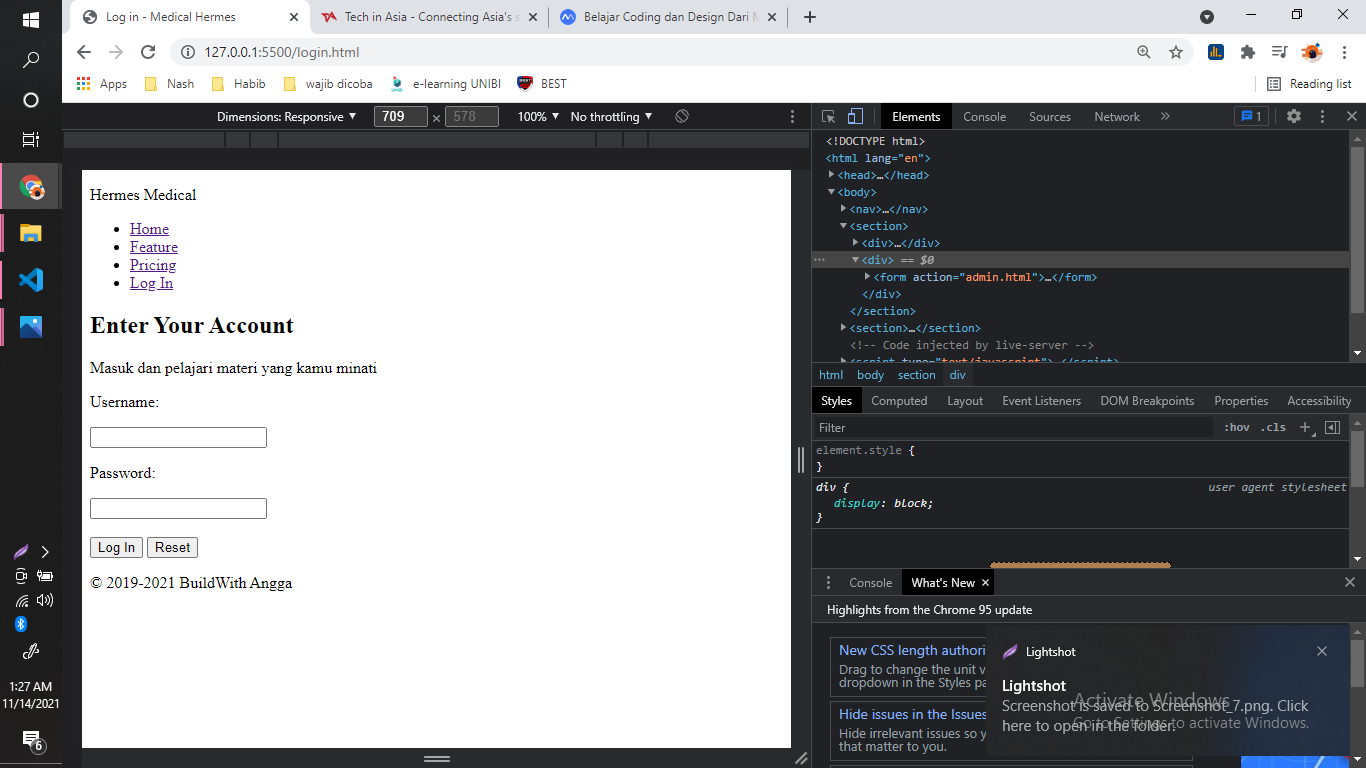 Log in - Medical Hermes
Tech in Asia - Connecting Asia's s
Belajar Coding dan Design Dari M
127.0.0.1:5500/login.html
Apps
Nash
Habib
wajib dicoba
e-learning UNIBI
BEST
Reading list
Dimensions: Responsive
709
×
578
100%
No throttling
Elements
Console
Sources
Network
»
1
Hermes Medical
Home
Feature
Pricing
Log In
Enter Your Account
Masuk dan pelajari materi yang kamu minati
Username:
Password:
Log In
Reset
© 2019-2021 BuildWith Angga
<!DOCTYPE html>
<html lang="en">
<head>…</head>
<body>
<nav>…</nav>
<section>
<div>…</div>
<div> == $0
<form action="admin.html">…</form>
</div>
</section>
<section>…</section>
<!-- Code injected by live-server -->
<script type="text/javascript">…</script>
html body section div
Styles
Computed
Layout
Event Listeners
DOM Breakpoints
Properties
Accessibility
Filter
:hov
.cls
element.style {
}
div {
user agent stylesheet
display: block;
}
Console
What's New
Highlights from the Chrome 95 update
New CSS length authori
Drag to change the unit v
dropdown in the Styles pa
Hide issues in the Issues
Hide irrelevant issues so y
that matter to you.
Lightshot
Lightshot
Screenshot is saved to Screenshot_7.png. Click
here to open in the folder.
Activate Windows
Go to Settings to activate Windows.
1:27 AM
11/14/2021
6